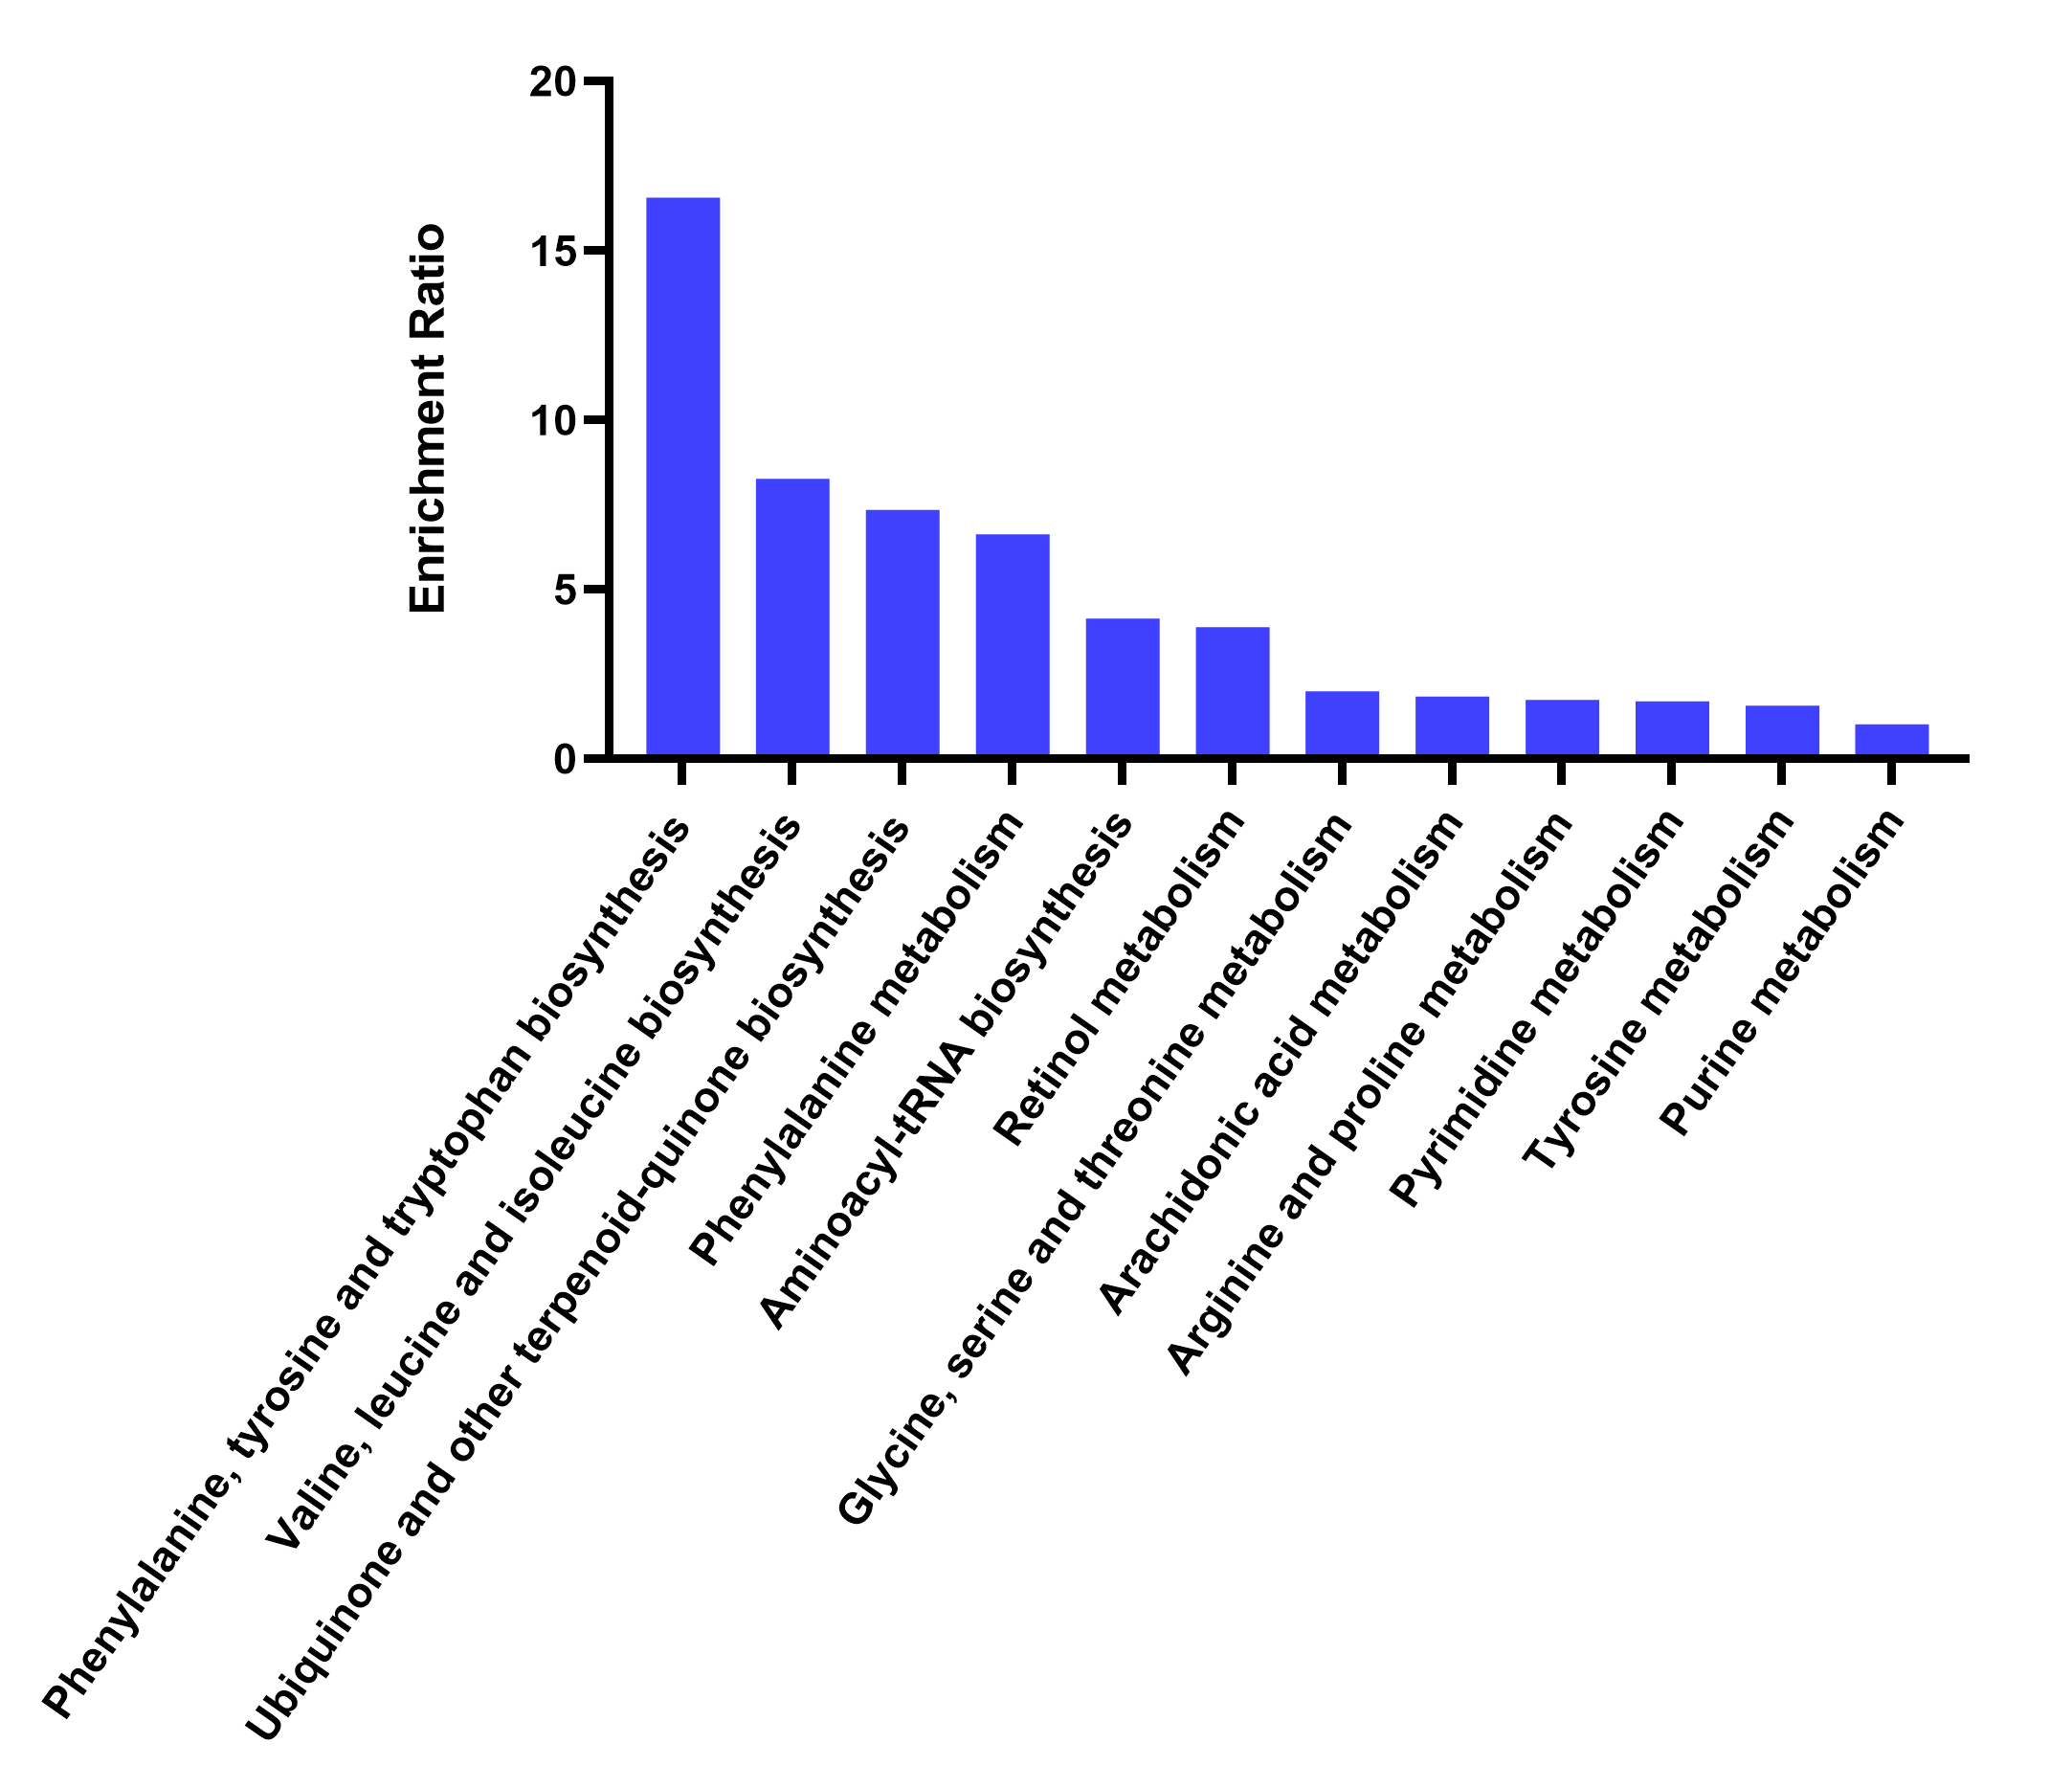 Enrichment Ratio
20
15
10
5
0
Phenylalanine, tyrosine and tryptophan biosynthesis
Valine, leucine and isoleucine biosynthesis
Ubiquinone and other terpenoid-quinone biosynthesis
Phenylalanine metabolism
Aminoacyl-tRNA biosynthesis
Retinol metabolism
Glycine, serine and threonine metabolism
Arachidonic acid metabolism
Arginine and proline metabolism
Pyrimidine metabolism
Tyrosine metabolism
Purine metabolism